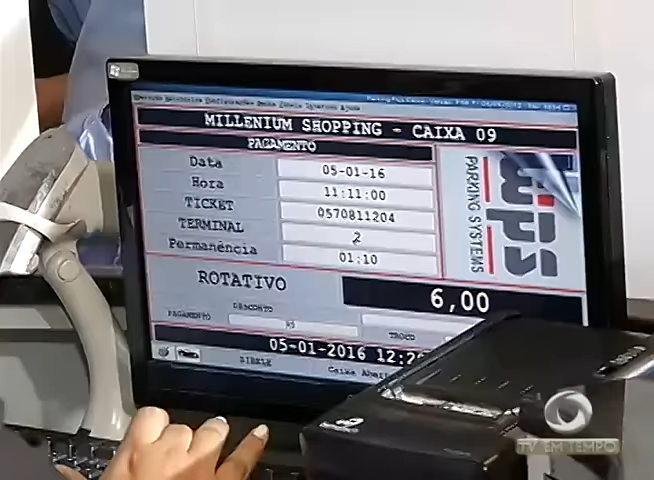 MILLENIUM SHOPPING - CAIXA 09
PAGAMENTO
Data 05-01-16
Hora 11:11:00
TICKET 0570811204
TERMINAL 2
Permanência 01:10
WPS
PARKING SYSTEMS
ROTATIVO 6,00
DESCONTO
PAGAMENTO R$ TROCO
05-01-2016 12:2
Caixa
TV EM TEMPO